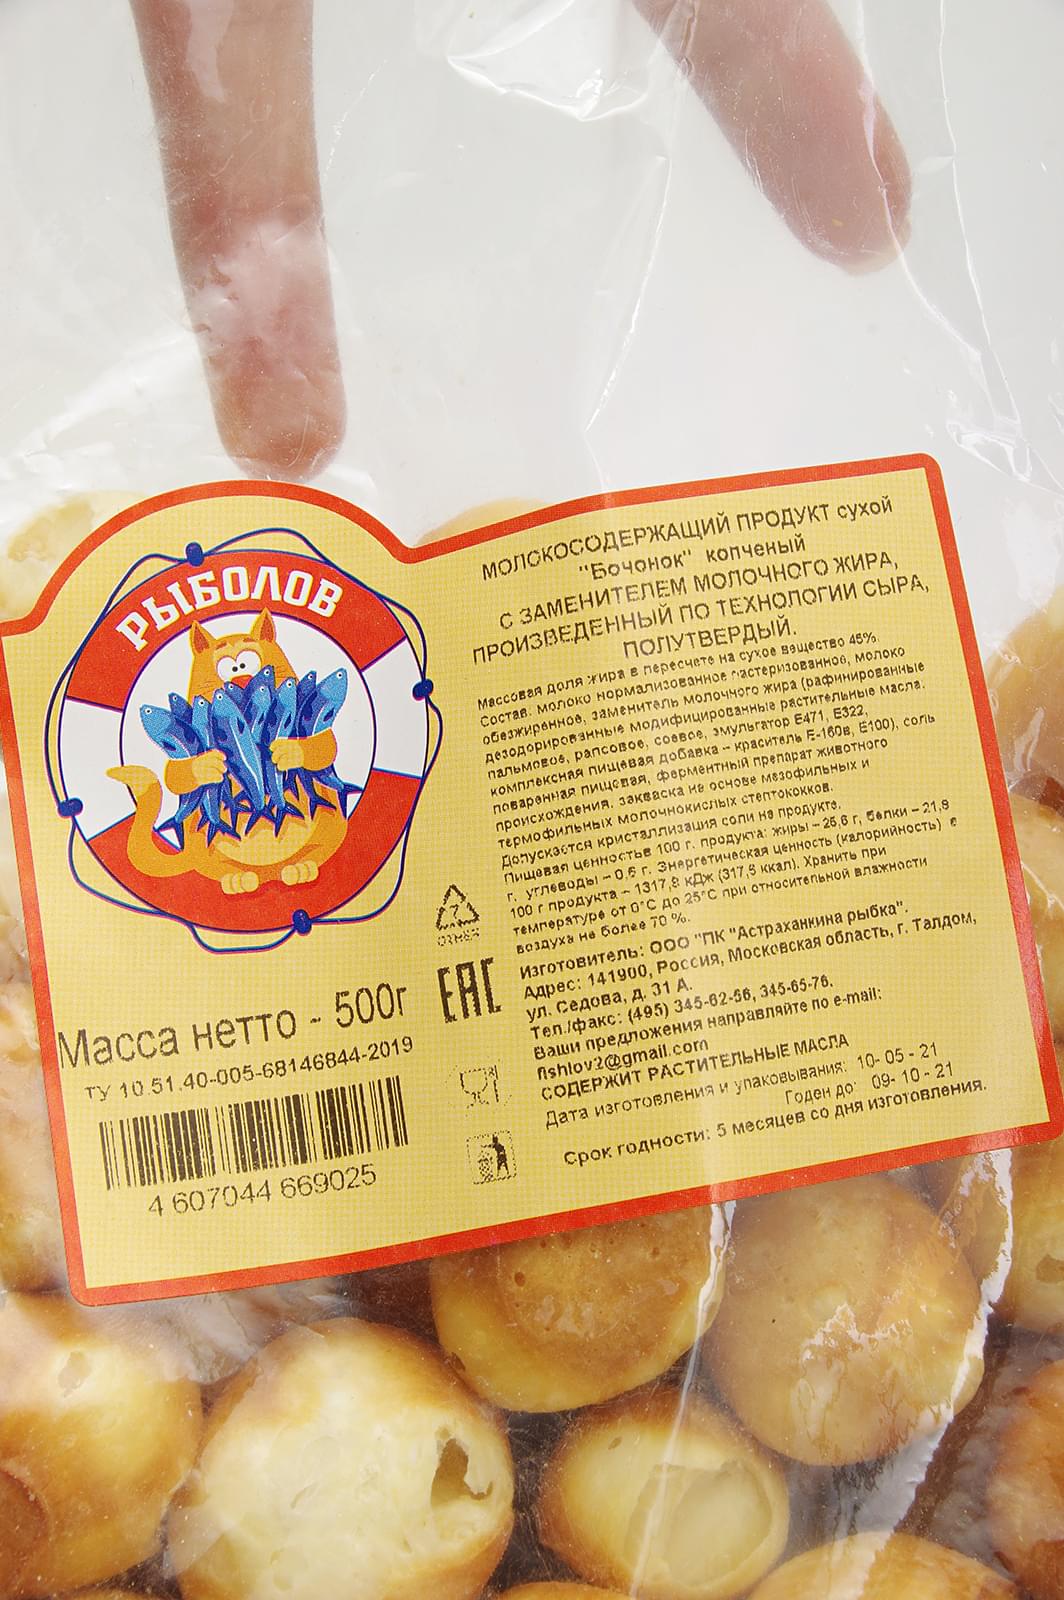 РЫБОЛОВ
МОЛОКОСОДЕРЖАЩИЙ ПРОДУКТ сухой
"Бочонок" копченый
С ЗАМЕНИТЕЛЕМ МОЛОЧНОГО ЖИРА,
ПРОИЗВЕДЕННЫЙ ПО ТЕХНОЛОГИИ СЫРА,
ПОЛУТВЕРДЫЙ.
Массовая доля жира в пересчете на сухое вещество 45%.
Состав: молоко нормализованное пастеризованное, молоко
обезжиренное, заменитель молочного жира (рафинированные
дезодорированные модифицированные растительные масла:
пальмовое, рапсовое, соевое, эмульгатор Е471, Е322,
комплексная пищевая добавка – краситель Е-160в, Е100), соль
поваренная пищевая, ферментный препарат животного
происхождения, закваска на основе мезофильных и
термофильных молочнокислых стептококков.
Допускается кристаллизация соли на продукте.
Пищевая ценностьв 100 г. продукта: жиры – 25,6 г, белки – 21,9
г, углеводы – 0,6 г. Энергетическая ценность (калорийность) в
100 г продукта – 1317,8 кДж (317,5 ккал). Хранить при
температуре от 0°С до 25°С при относительной влажности
воздуха не более 70 %.
Изготовитель: ООО "ПК "Астраханкина рыбка".
Адрес: 141900, Россия, Московская область, г. Талдом,
ул. Седова, д. 31 А.
Тел./факс: (495) 345-62-56, 345-65-76.
Ваши предложения направляйте по e-mail:
fishlov2@gmail.com
СОДЕРЖИТ РАСТИТЕЛЬНЫЕ МАСЛА
Дата изготовления и упаковывания: 10- 05 - 21
Годен до: 09- 10 - 21
Срок годности: 5 месяцев со дня изготовления.
7
OTHER
EAC
Масса нетто - 500г
ТУ 10.51.40-005-68146844-2019
4 607044 669025